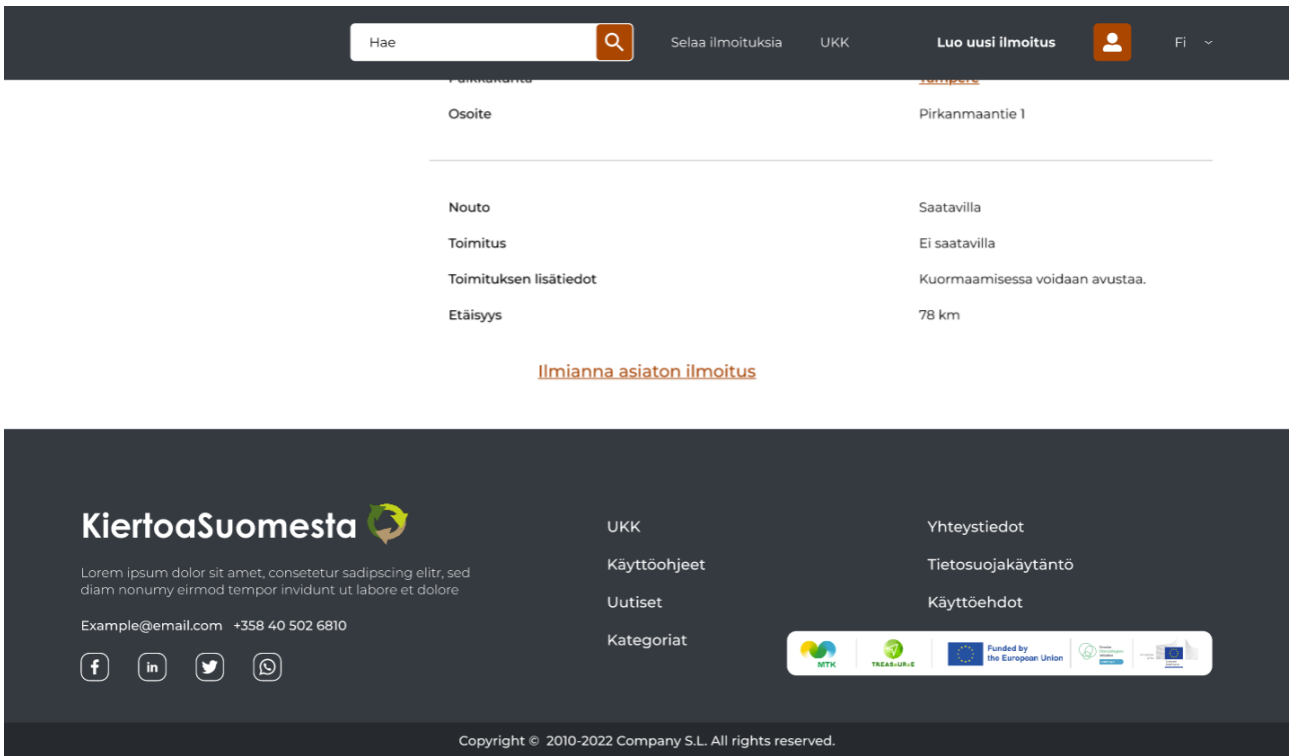 Hae
Selaa ilmoituksia
UKK
Luo uusi ilmoitus
Fi
Paikkakunta
Tampere
Osoite
Pirkanmaantie 1
Nouto
Saatavilla
Toimitus
Ei saatavilla
Toimituksen lisätiedot
Kuormaamisessa voidaan avustaa.
Etäisyys
78 km
Ilmianna asiaton ilmoitus
KiertoaSuomesta
Lorem ipsum dolor sit amet, consetetur sadipscing elitr, sed
diam nonumy eirmod tempor invidunt ut labore et dolore
Example@email.com +358 40 502 6810
UKK
Käyttöohjeet
Uutiset
Kategoriat
Yhteystiedot
Tietosuojakäytäntö
Käyttöehdot
MTK
TREASoURcE
Funded by
the European Union
Copyright © 2010-2022 Company S.L. All rights reserved.